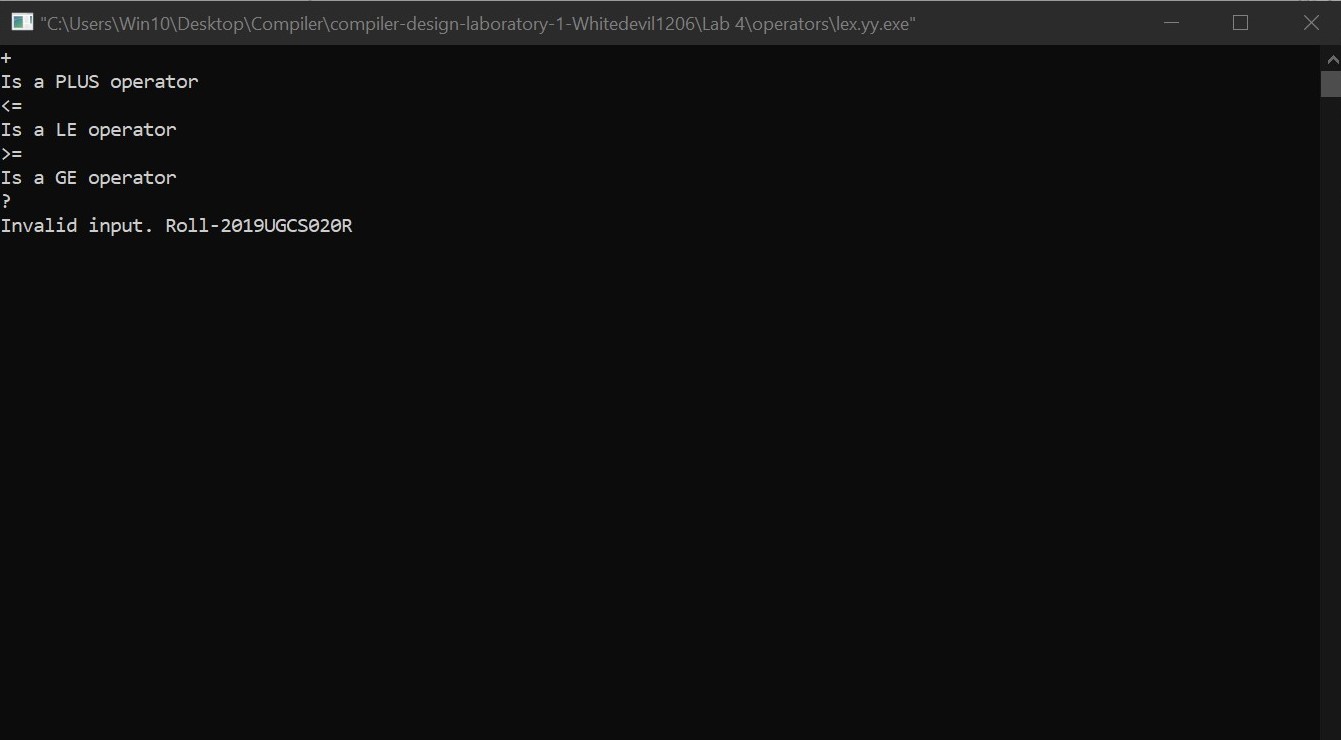 "C:\Users\Win10\Desktop\Compiler\compiler-design-laboratory-1-Whitedevil1206\Lab 4\operators\lex.yy.exe"
+
Is a PLUS operator
<=
Is a LE operator
>=
Is a GE operator
?
Invalid input. Roll-2019UGCS020R